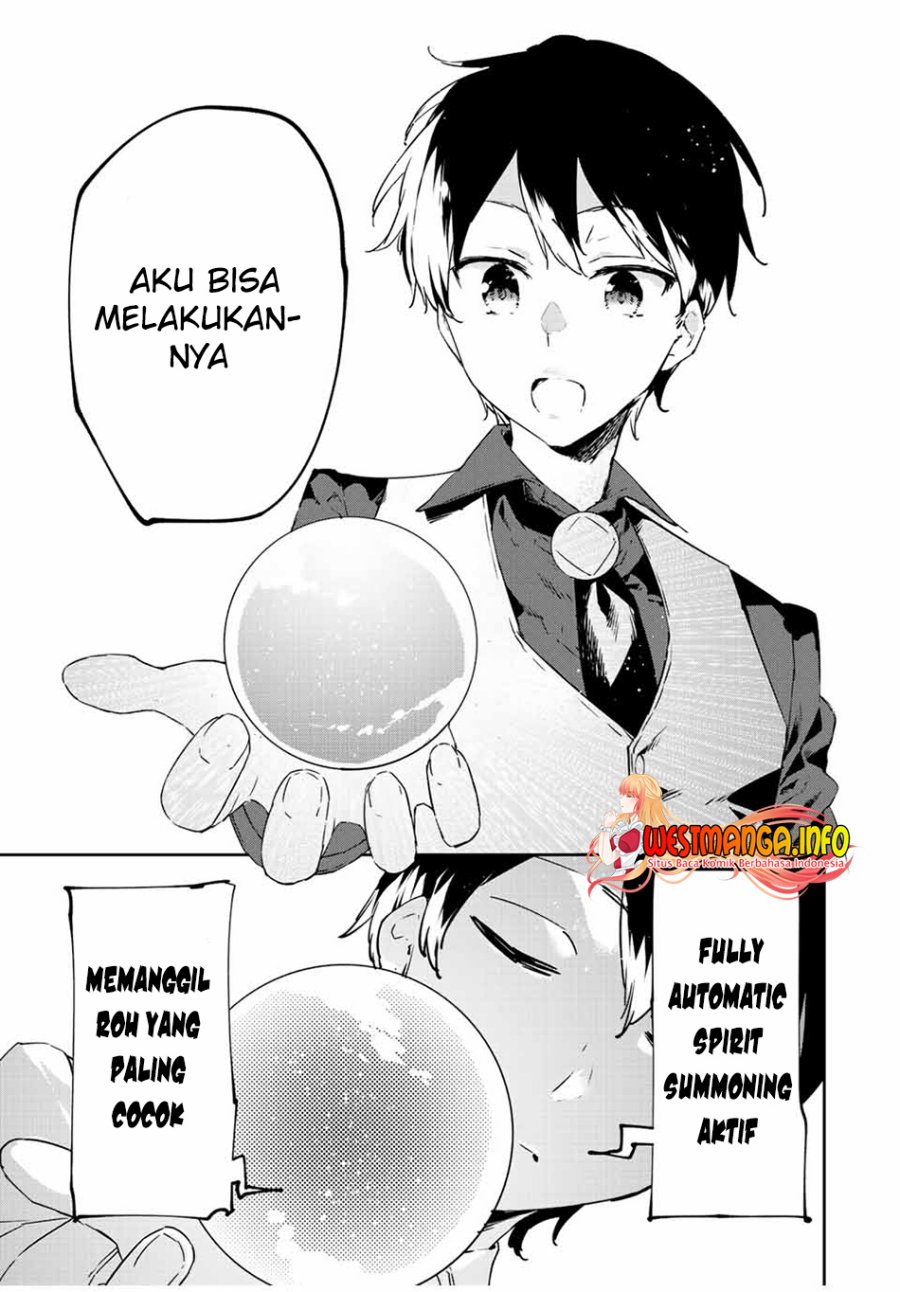 AKU BISA
MELAKUKAN-
NYA
WESTMANGA.INFO
Situs Baca Komik Berbahasa Indonesia
FULLY
AUTOMATIC
SPIRIT
SUMMONING
AKTIF
MEMANGGIL
ROH YANG
PALING
COCOK